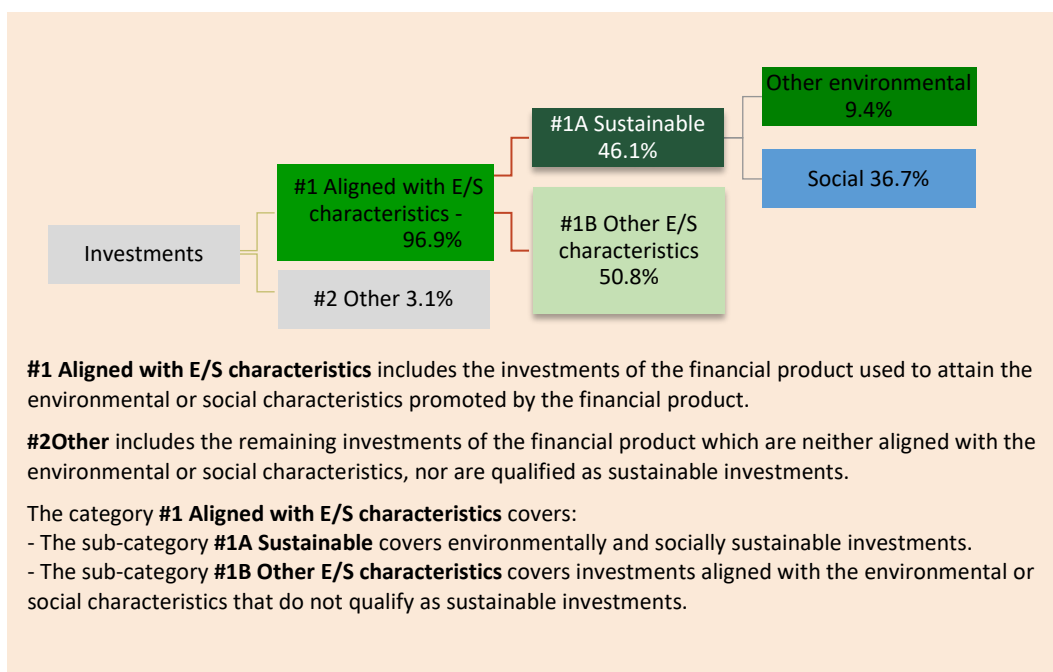 Investments
#1 Aligned with E/S
characteristics -
96.9%
#2 Other 3.1%
#1A Sustainable
46.1%
#1B Other E/S
characteristics
50.8%
Other environmental
9.4%
Social 36.7%
#1 Aligned with E/S characteristics includes the investments of the financial product used to attain the
environmental or social characteristics promoted by the financial product.
#2Other includes the remaining investments of the financial product which are neither aligned with the
environmental or social characteristics, nor are qualified as sustainable investments.
The category #1 Aligned with E/S characteristics covers:
- The sub-category #1A Sustainable covers environmentally and socially sustainable investments.
- The sub-category #1B Other E/S characteristics covers investments aligned with the environmental or
social characteristics that do not qualify as sustainable investments.